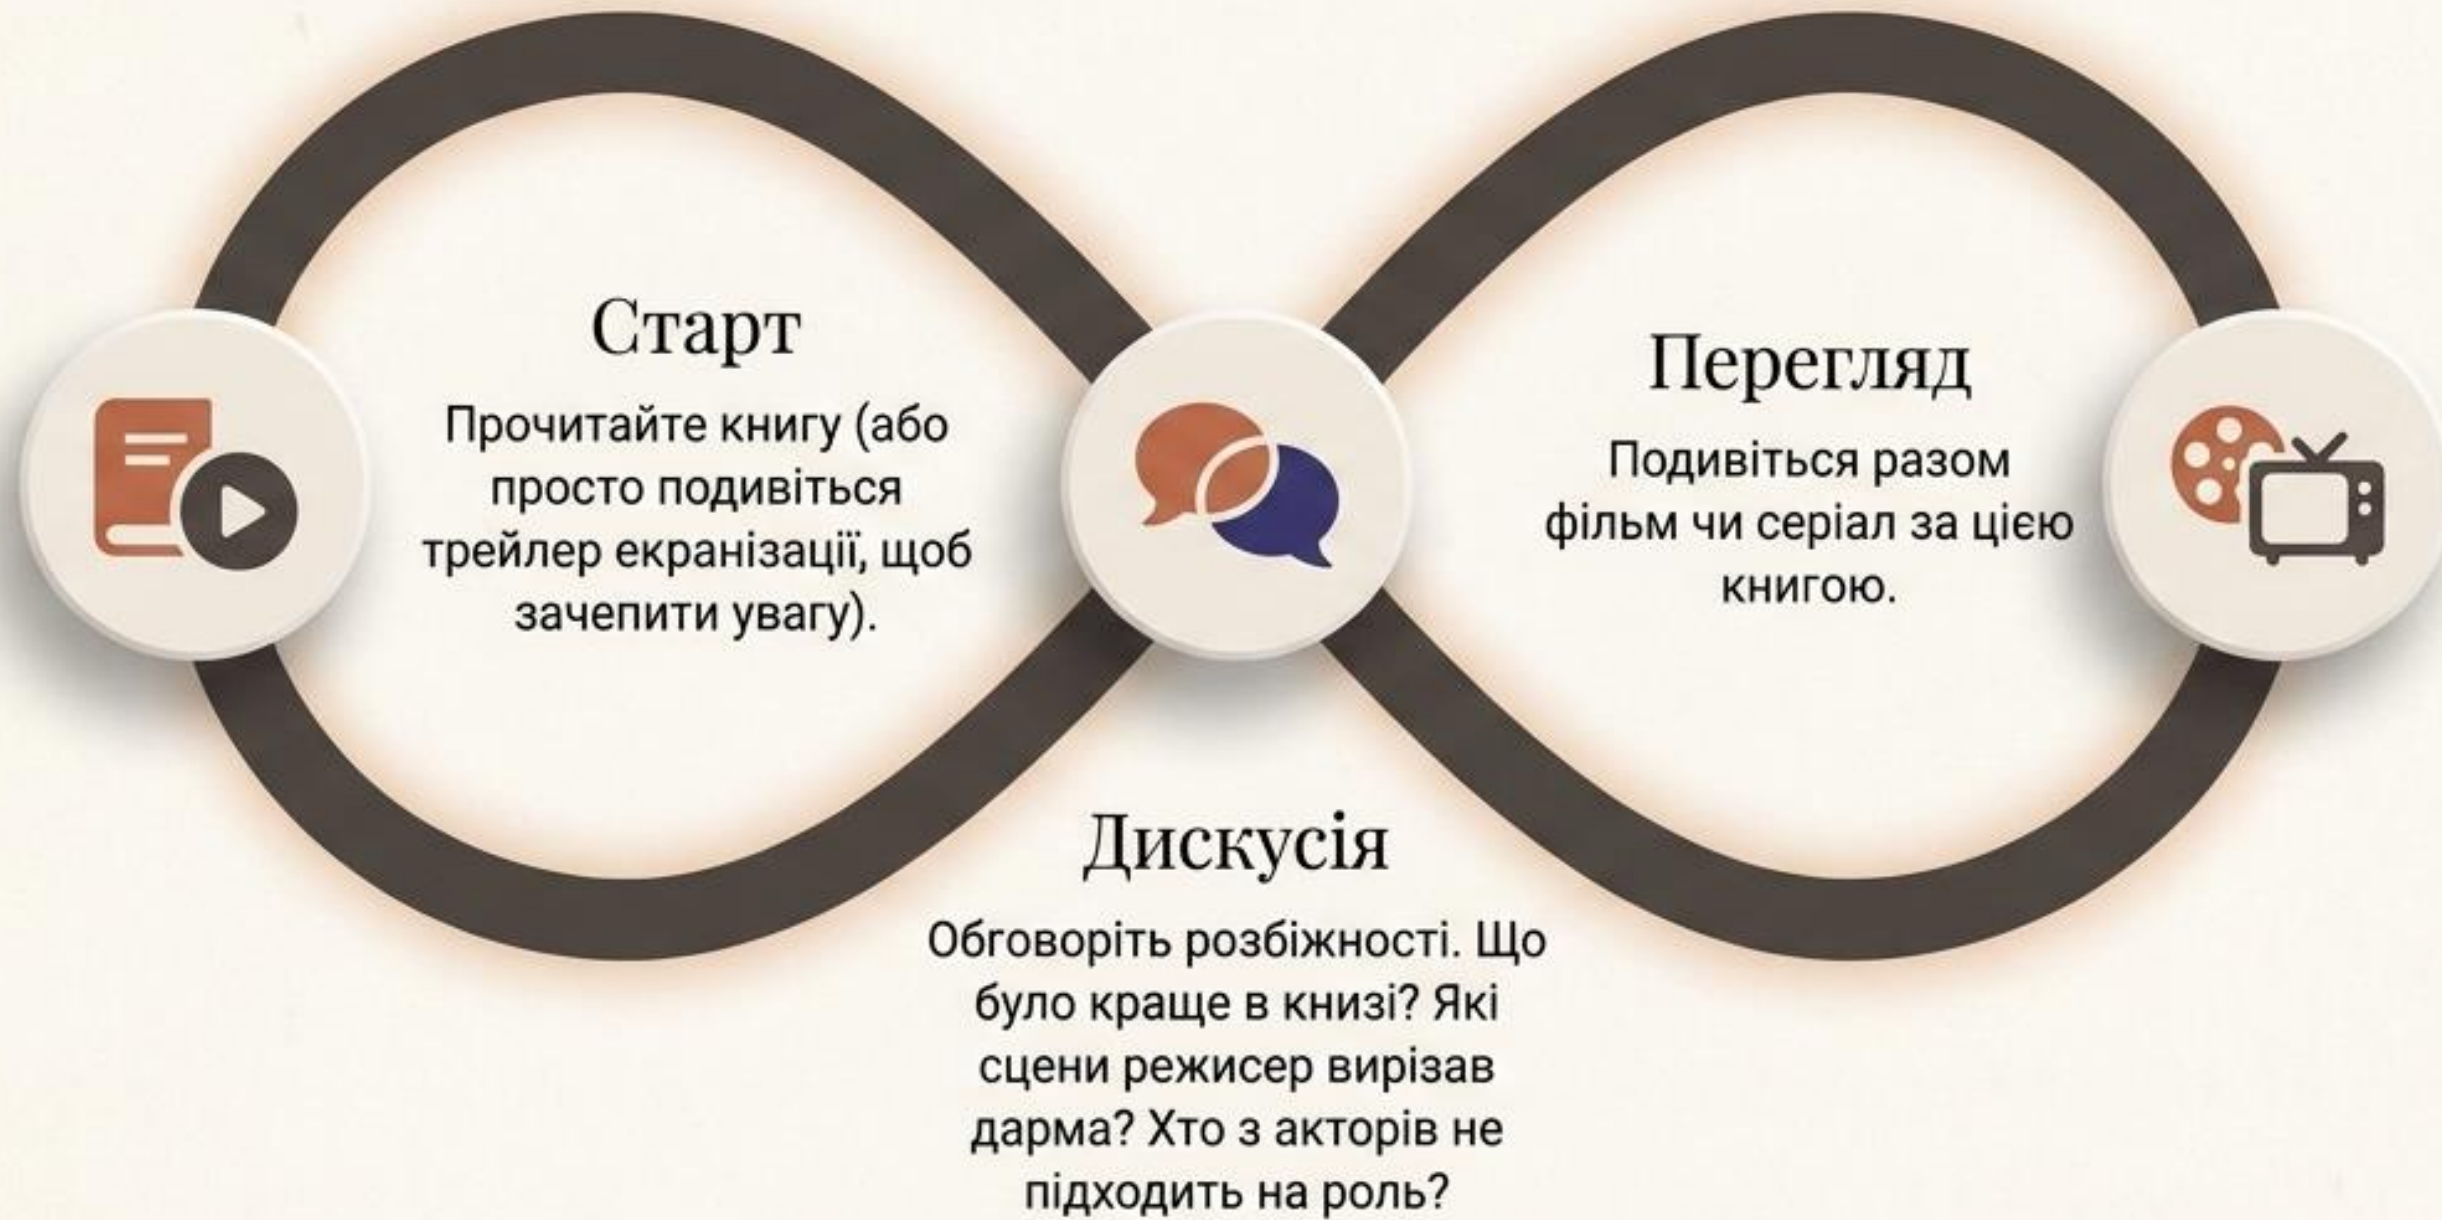 Старт
Прочитайте книгу (або
просто подивіться
трейлер екранізації, щоб
зачепити увагу).
Перегляд
Подивіться разом
фільм чи серіал за цією
книгою.
Дискусія
Обговоріть розбіжності. Що
було краще в книзі? Які
сцени режисер вирізав
дарма? Хто з акторів не
підходить на роль?